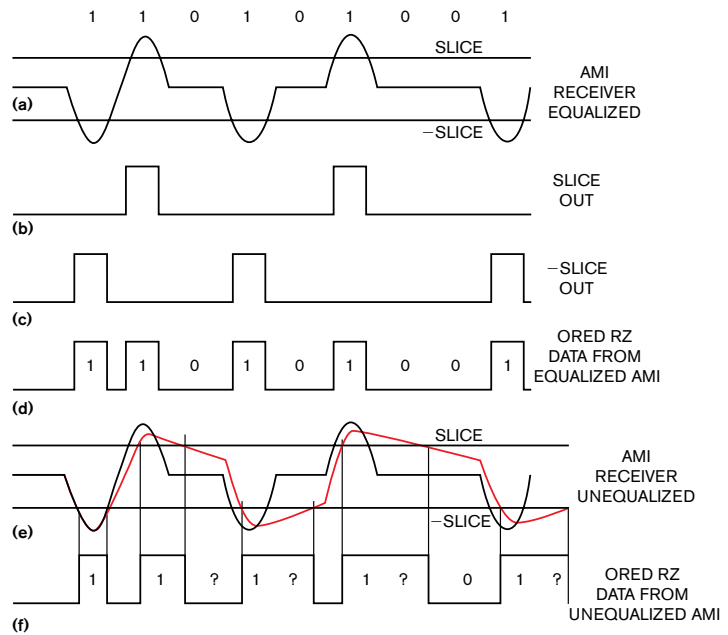 1 1 0 1 0 1 0 0 1
SLICE
AMI
RECEIVER
EQUALIZED
(a)
−SLICE
SLICE
OUT
(b)
−SLICE
OUT
(c)
ORED RZ
DATA FROM
EQUALIZED AMI
1 1 0 1 0 1 0 0 1
(d)
SLICE
AMI
RECEIVER
UNEQUALIZED
−SLICE
(e)
1 1 ? 1 ? 1 ? 0 1 ?
ORED RZ
DATA FROM
UNEQUALIZED AMI
(f)